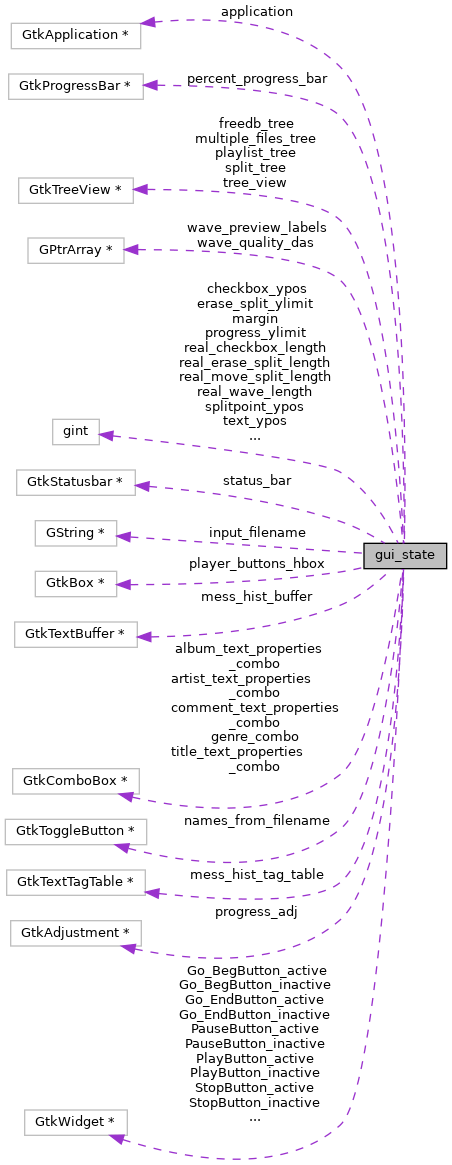 application
GtkApplication *
percent_progress_bar
GtkProgressBar *
freedb_tree
multiple_files_tree
playlist_tree
split_tree
tree_view
GtkTreeView *
wave_preview_labels
wave_quality_das
GPtrArray *
checkbox_ypos
erase_split_ylimit
margin
progress_ylimit
real_checkbox_length
real_erase_split_length
real_move_split_length
real_wave_length
splitpoint_ypos
text_ypos
...
gint
status_bar
GtkStatusbar *
input_filename
GString *
gui_state
player_buttons_hbox
GtkBox *
mess_hist_buffer
GtkTextBuffer *
album_text_properties
_combo
artist_text_properties
_combo
comment_text_properties
_combo
genre_combo
title_text_properties
_combo
GtkComboBox *
names_from_filename
GtkToggleButton *
mess_hist_tag_table
GtkTextTagTable *
progress_adj
GtkAdjustment *
Go_BegButton_active
Go_BegButton_inactive
Go_EndButton_active
Go_EndButton_inactive
PauseButton_active
PauseButton_inactive
PlayButton_active
PlayButton_inactive
StopButton_active
StopButton_inactive
...
GtkWidget *